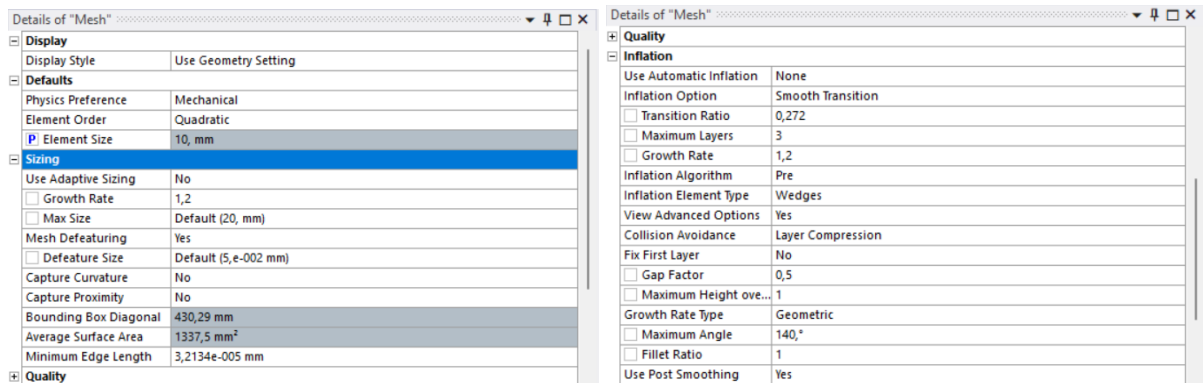 Details of "Mesh"
Display
Display Style Use Geometry Setting
Defaults
Physics Preference Mechanical
Element Order Quadratic
P Element Size 10, mm
Sizing
Use Adaptive Sizing No
Growth Rate 1,2
Max Size Default (20, mm)
Mesh Defeaturing Yes
Defeature Size Default (5,e-002 mm)
Capture Curvature No
Capture Proximity No
Bounding Box Diagonal 430,29 mm
Average Surface Area 1337,5 mm²
Minimum Edge Length 3,2134e-005 mm
Quality
Details of "Mesh"
Quality
Inflation
Use Automatic Inflation None
Inflation Option Smooth Transition
Transition Ratio 0,272
Maximum Layers 3
Growth Rate 1,2
Inflation Algorithm Pre
Inflation Element Type Wedges
View Advanced Options Yes
Collision Avoidance Layer Compression
Fix First Layer No
Gap Factor 0,5
Maximum Height ove... 1
Growth Rate Type Geometric
Maximum Angle 140,°
Fillet Ratio 1
Use Post Smoothing Yes